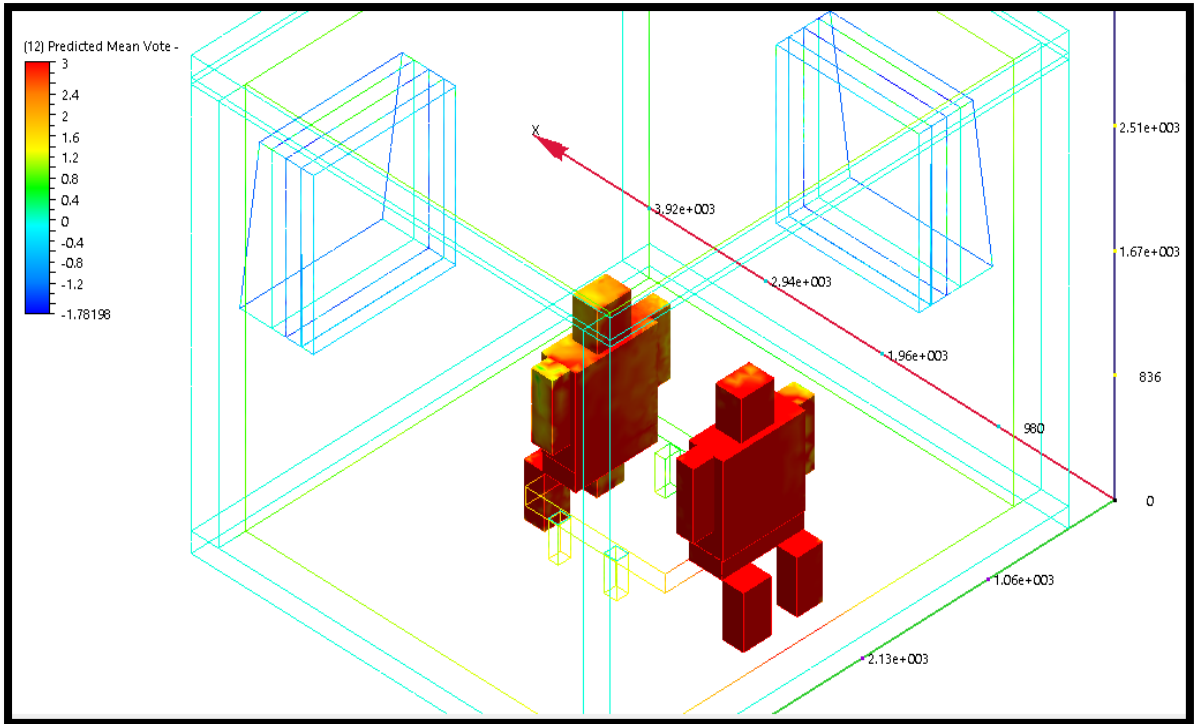 (12) Predicted Mean Vote -
3
2.4
2
1.6
1.2
0.8
0.4
0
-0.4
-0.8
-1.2
-1.78198
X
3.92e+003
2.94e+003
1.96e+003
980
2.51e+003
1.67e+003
836
0
1.06e+003
2.13e+003